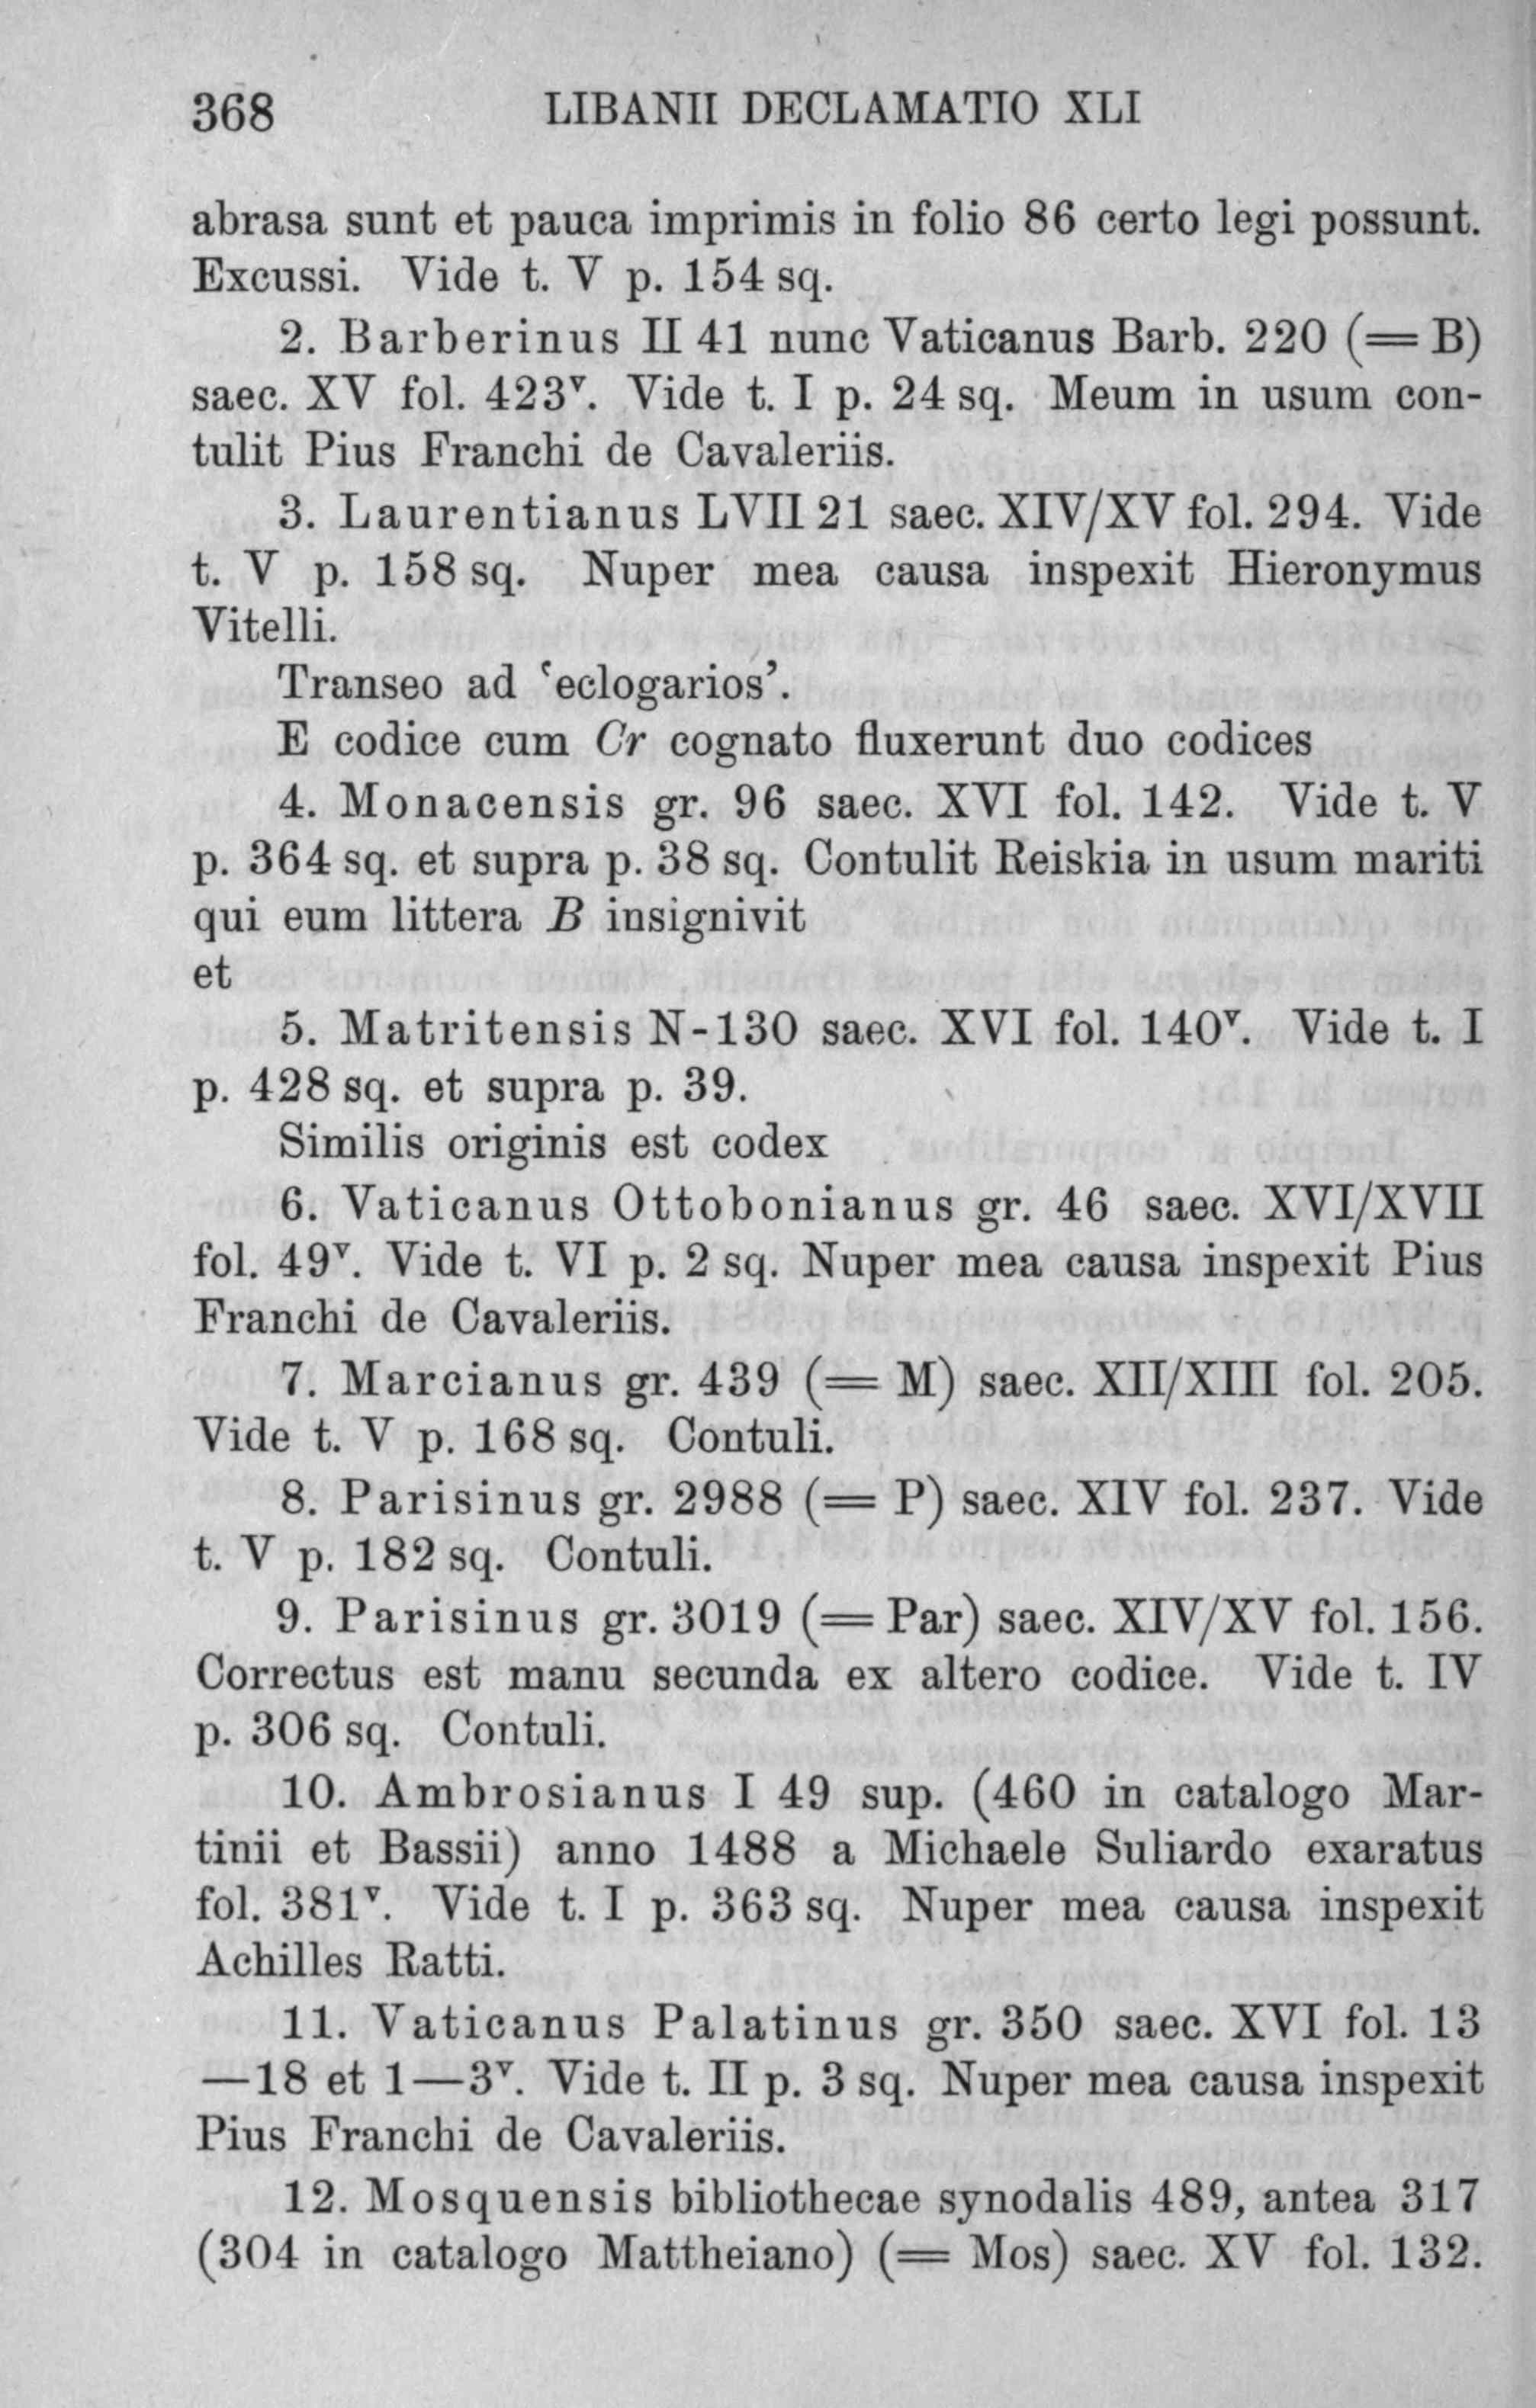 368 LIBANII DECLAMATIO XLI
abrasa sunt et pauca imprimis in folio 86 certo legi possunt.
Excussi. Vide t. V p. 154 sq.
2. Barberinus II 41 nunc Vaticanus Barb. 220 (= B)
saec. XV fol. 423ᵛ. Vide t. I p. 24 sq. Meum in usum con-
tulit Pius Franchi de Cavaleriis.
3. Laurentianus LVII 21 saec. XIV/XV fol. 294. Vide
t. V p. 158 sq. Nuper mea causa inspexit Hieronymus
Vitelli.
Transeo ad ‘eclogarios’.
E codice cum Cr cognato fluxerunt duo codices
4. Monacensis gr. 96 saec. XVI fol. 142. Vide t. V
p. 364 sq. et supra p. 38 sq. Contulit Reiskia in usum mariti
qui eum littera B insignivit
et
5. Matritensis N-130 saec. XVI fol. 140ᵛ. Vide t. I
p. 428 sq. et supra p. 39.
Similis originis est codex
6. Vaticanus Ottobonianus gr. 46 saec. XVI/XVII
fol. 49ᵛ. Vide t. VI p. 2 sq. Nuper mea causa inspexit Pius
Franchi de Cavaleriis.
7. Marcianus gr. 439 (= M) saec. XII/XIII fol. 205.
Vide t. V p. 168 sq. Contuli.
8. Parisinus gr. 2988 (= P) saec. XIV fol. 237. Vide
t. V p. 182 sq. Contuli.
9. Parisinus gr. 3019 (= Par) saec. XIV/XV fol. 156.
Correctus est manu secunda ex altero codice. Vide t. IV
p. 306 sq. Contuli.
10. Ambrosianus I 49 sup. (460 in catalogo Mar-
tinii et Bassii) anno 1488 a Michaele Suliardo exaratus
fol. 381ᵛ. Vide t. I p. 363 sq. Nuper mea causa inspexit
Achilles Ratti.
11. Vaticanus Palatinus gr. 350 saec. XVI fol. 13
—18 et 1—3ᵛ. Vide t. II p. 3 sq. Nuper mea causa inspexit
Pius Franchi de Cavaleriis.
12. Mosquensis bibliothecae synodalis 489, antea 317
(304 in catalogo Mattheiano) (= Mos) saec. XV fol. 132.